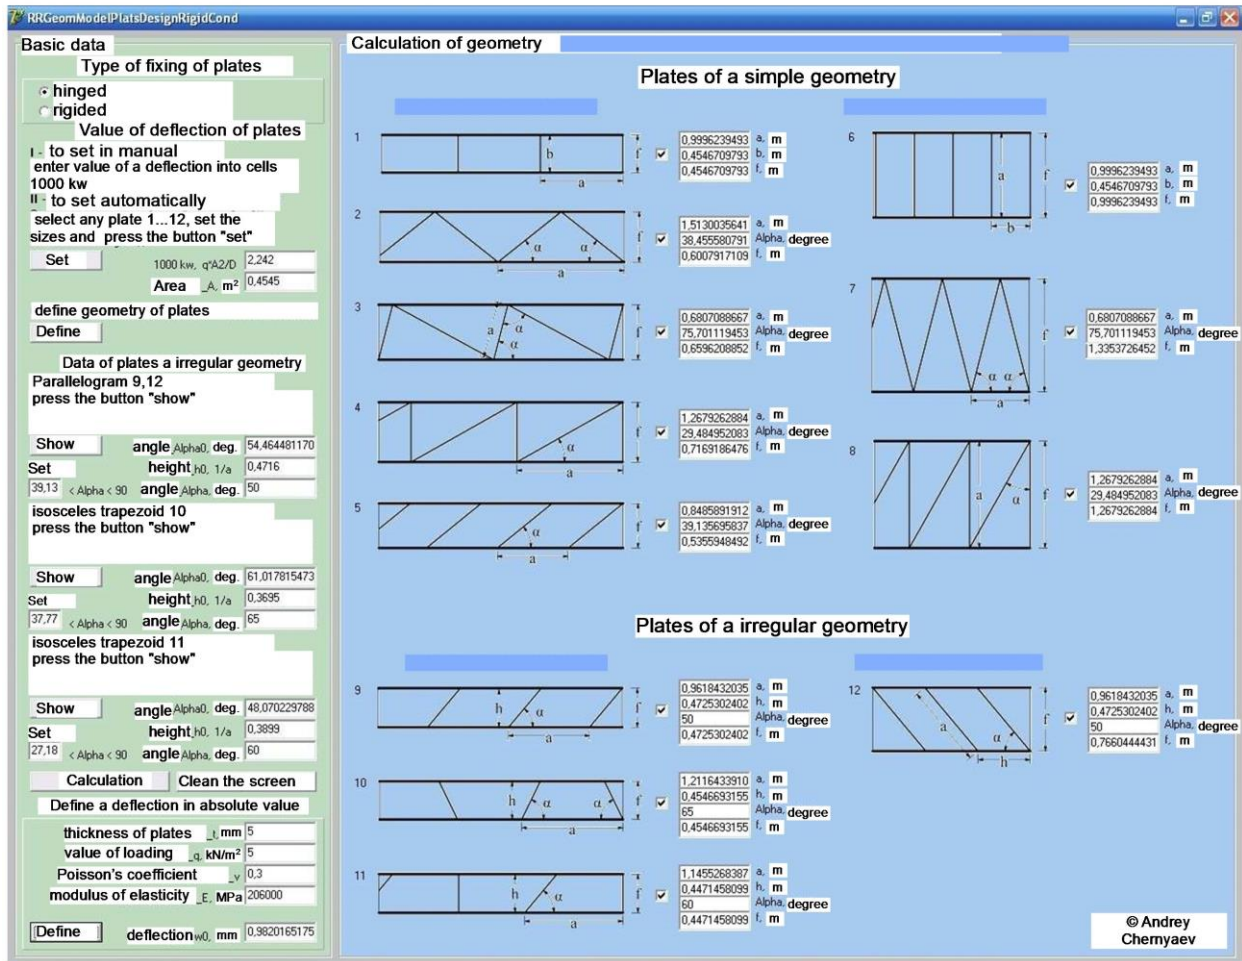 RRGeomModelPlatsDesignRigidCond
Basic data
Type of fixing of plates
hinged
rigided
Value of deflection of plates
I - to set in manual
enter value of a deflection into cells
1000 kw
II - to set automatically
select any plate 1...12, set the
sizes and press the button "set"
Set
1000 kw, q*A2/D 2,242
Area _A, m² 0,4545
define geometry of plates
Define
Data of plates a irregular geometry
Parallelogram 9,12
press the button "show"
Show angle Alpha0, deg. 54,464481170
Set height h0, 1/a 0,4716
39,13 < Alpha < 90 angle Alpha, deg. 50
isosceles trapezoid 10
press the button "show"
Show angle Alpha0, deg. 61,017815473
Set height h0, 1/a 0,3695
37,77 < Alpha < 90 angle Alpha, deg. 65
isosceles trapezoid 11
press the button "show"
Show angle Alpha0, deg. 48,070229788
Set height h0, 1/a 0,3899
27,18 < Alpha < 90 angle Alpha, deg. 60
Calculation Clean the screen
Define a deflection in absolute value
thickness of plates _t, mm 5
value of loading _q, kN/m² 5
Poisson's coefficient _v 0,3
modulus of elasticity _E, MPa 206000
Define deflection w0, mm 0,9820165175
Calculation of geometry
Plates of a simple geometry
1 b a f
0,9996239493 a, m
0,4546709793 b, m
0,4546709793 f, m
2 α α a f
1,5130035641 a, m
38,455580791 Alpha, degree
0,6007917109 f, m
3 a α α f
0,6807088667 a, m
75,701119453 Alpha, degree
0,6596208852 f, m
4 α a f
1,2679262884 a, m
29,484952083 Alpha, degree
0,7169186476 f, m
5 α a f
0,8485891912 a, m
39,135695837 Alpha, degree
0,5355948492 f, m
6 a b f
0,9996239493 a, m
0,4546709793 b, m
0,9996239493 f, m
7 α α a f
0,6807088667 a, m
75,701119453 Alpha, degree
1,3353726452 f, m
8 a α f
1,2679262884 a, m
29,484952083 Alpha, degree
1,2679262884 f, m
Plates of a irregular geometry
9 h α a f
0,9618432035 a, m
0,4725302402 h, m
50 Alpha, degree
0,4725302402 f, m
10 h α α a f
1,2116433910 a, m
0,4546693155 h, m
65 Alpha, degree
0,4546693155 f, m
11 h α a f
1,1455268387 a, m
0,4471458099 h, m
60 Alpha, degree
0,4471458099 f, m
12 a α h f
0,9618432035 a, m
0,4725302402 h, m
50 Alpha, degree
0,7660444431 f, m
© Andrey
Chernyaev